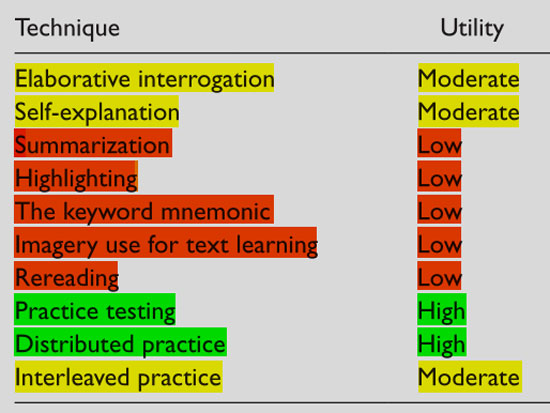 Technique Utility
Elaborative interrogation Moderate
Self-explanation Moderate
Summarization Low
Highlighting Low
The keyword mnemonic Low
Imagery use for text learning Low
Rereading Low
Practice testing High
Distributed practice High
Interleaved practice Moderate